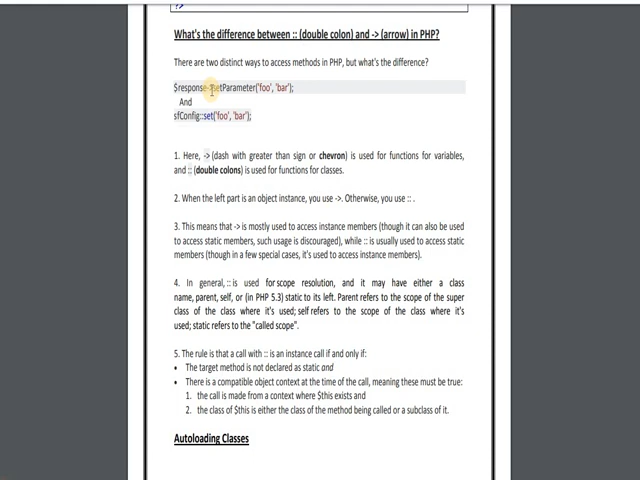 ?>
What's the difference between :: (double colon) and -> (arrow) in PHP?
There are two distinct ways to access methods in PHP, but what's the difference?
$response->setParameter('foo', 'bar');
And
sfConfig::set('foo', 'bar');
1. Here, -> (dash with greater than sign or chevron) is used for functions for variables,
and :: (double colons) is used for functions for classes.
2. When the left part is an object instance, you use ->. Otherwise, you use :: .
3. This means that -> is mostly used to access instance members (though it can also be used
to access static members, such usage is discouraged), while :: is usually used to access static
members (though in a few special cases, it's used to access instance members).
4. In general, :: is used for scope resolution, and it may have either a class
name, parent, self, or (in PHP 5.3) static to its left. Parent refers to the scope of the super
class of the class where it's used; self refers to the scope of the class where it's
used; static refers to the "called scope".
5. The rule is that a call with :: is an instance call if and only if:
• The target method is not declared as static and
• There is a compatible object context at the time of the call, meaning these must be true:
1. the call is made from a context where $this exists and
2. the class of $this is either the class of the method being called or a subclass of it.
Autoloading Classes